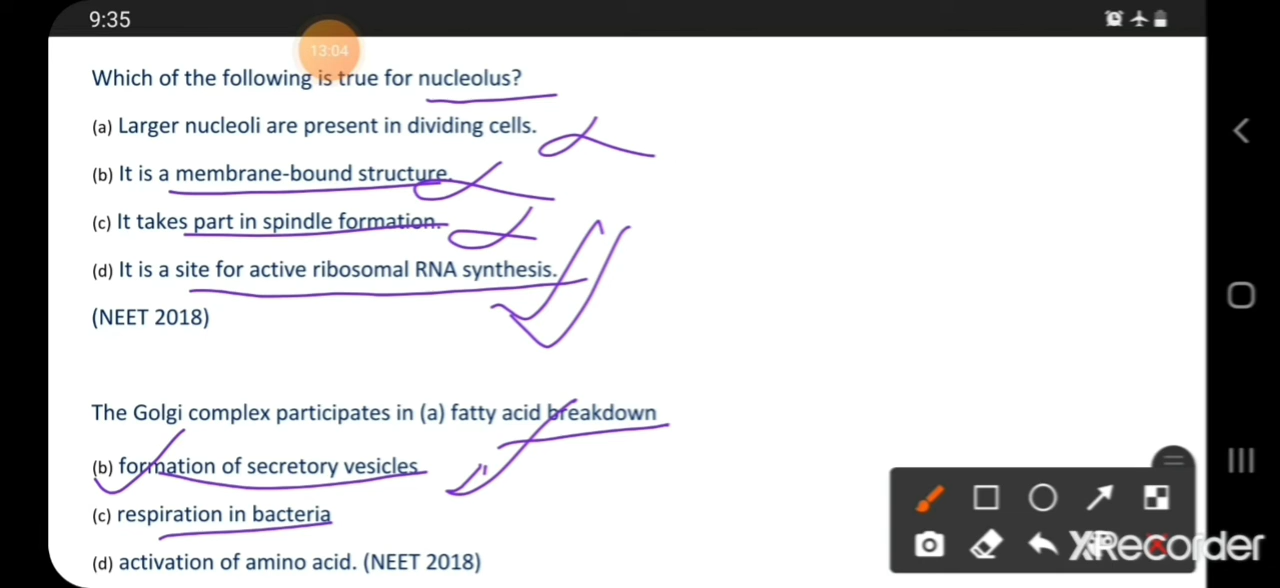 9:35
13:04
Which of the following is true for nucleolus?
(a) Larger nucleoli are present in dividing cells.
(b) It is a membrane-bound structure.
(c) It takes part in spindle formation.
(d) It is a site for active ribosomal RNA synthesis.
(NEET 2018)
The Golgi complex participates in (a) fatty acid breakdown
(b) formation of secretory vesicles
(c) respiration in bacteria
(d) activation of amino acid. (NEET 2018)
XRecorder